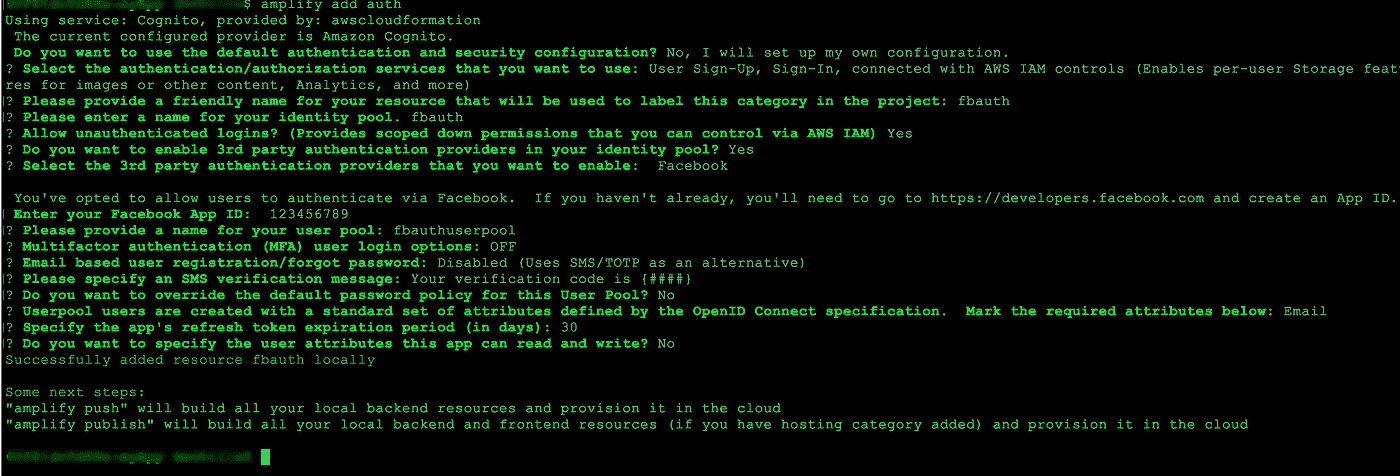 $ amplify add auth
Using service: Cognito, provided by: awscloudformation
The current configured provider is Amazon Cognito.
Do you want to use the default authentication and security configuration? No, I will set up my own configuration.
? Select the authentication/authorization services that you want to use: User Sign-Up, Sign-In, connected with AWS IAM controls (Enables per-user Storage featu
res for images or other content, Analytics, and more)
? Please provide a friendly name for your resource that will be used to label this category in the project: fbauth
? Please enter a name for your identity pool. fbauth
? Allow unauthenticated logins? (Provides scoped down permissions that you can control via AWS IAM) Yes
? Do you want to enable 3rd party authentication providers in your identity pool? Yes
? Select the 3rd party authentication providers that you want to enable:  Facebook
You've opted to allow users to authenticate via Facebook.  If you haven't already, you'll need to go to https://developers.facebook.com and create an App ID.
Enter your Facebook App ID:  123456789
? Please provide a name for your user pool: fbauthuserpool
? Multifactor authentication (MFA) user login options: OFF
? Email based user registration/forgot password: Disabled (Uses SMS/TOTP as an alternative)
? Please specify an SMS verification message: Your verification code is {####}
? Do you want to override the default password policy for this User Pool? No
? Userpool users are created with a standard set of attributes defined by the OpenID Connect specification.  Mark the required attributes below: Email
? Specify the app's refresh token expiration period (in days): 30
? Do you want to specify the user attributes this app can read and write? No
Successfully added resource fbauth locally
Some next steps:
"amplify push" will build all your local backend resources and provision it in the cloud
"amplify publish" will build all your local backend and frontend resources (if you have hosting category added) and provision it in the cloud